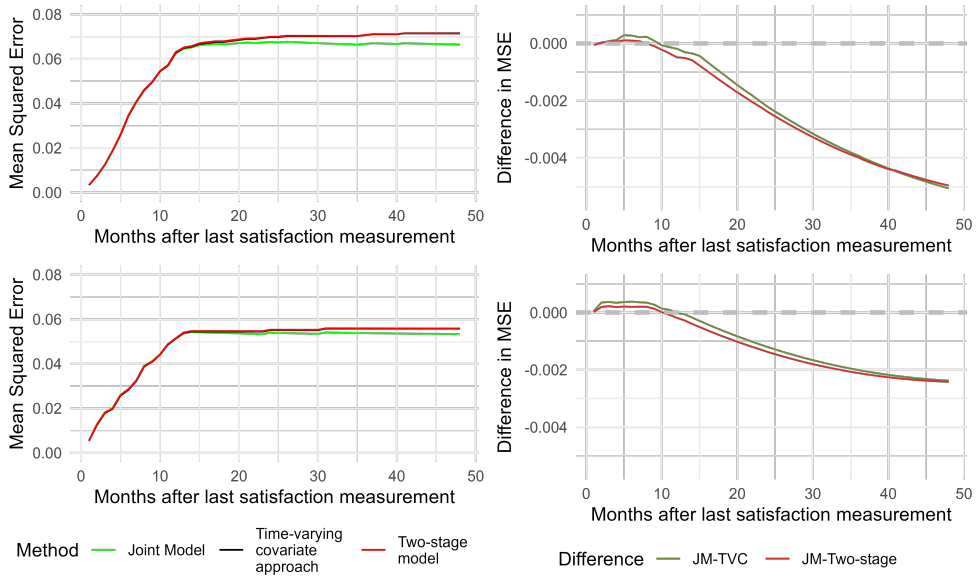 Mean Squared Error
0.08
0.06
0.04
0.02
0.00
0 10 20 30 40 50
Months after last satisfaction measurement
Difference in MSE
0.000
-0.002
-0.004
0 10 20 30 40 50
Months after last satisfaction measurement
Mean Squared Error
0.08
0.06
0.04
0.02
0.00
0 10 20 30 40 50
Months after last satisfaction measurement
Difference in MSE
0.000
-0.002
-0.004
0 10 20 30 40 50
Months after last satisfaction measurement
Method
Joint Model
Time-varying
covariate
approach
Two-stage
model
Difference
JM-TVC
JM-Two-stage